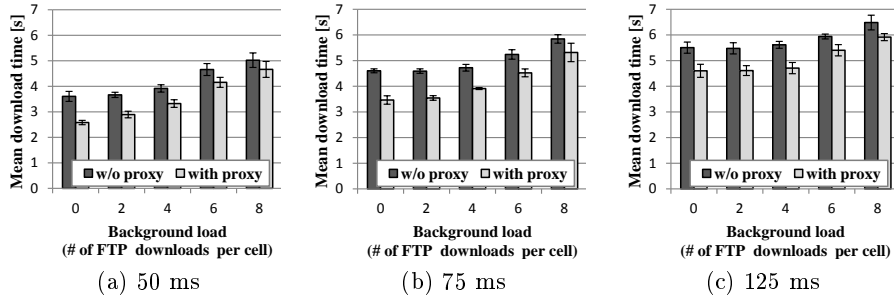 Mean download time [s]
7
6
5
4
3
2
1
0
w/o proxy with proxy
0 2 4 6 8
Background load
(# of FTP downloads per cell)
(a) 50 ms
Mean download time [s]
7
6
5
4
3
2
1
0
w/o proxy with proxy
0 2 4 6 8
Background load
(# of FTP downloads per cell)
(b) 75 ms
Mean download time [s]
7
6
5
4
3
2
1
0
w/o proxy with proxy
0 2 4 6 8
Background load
(# of FTP downloads per cell)
(c) 125 ms